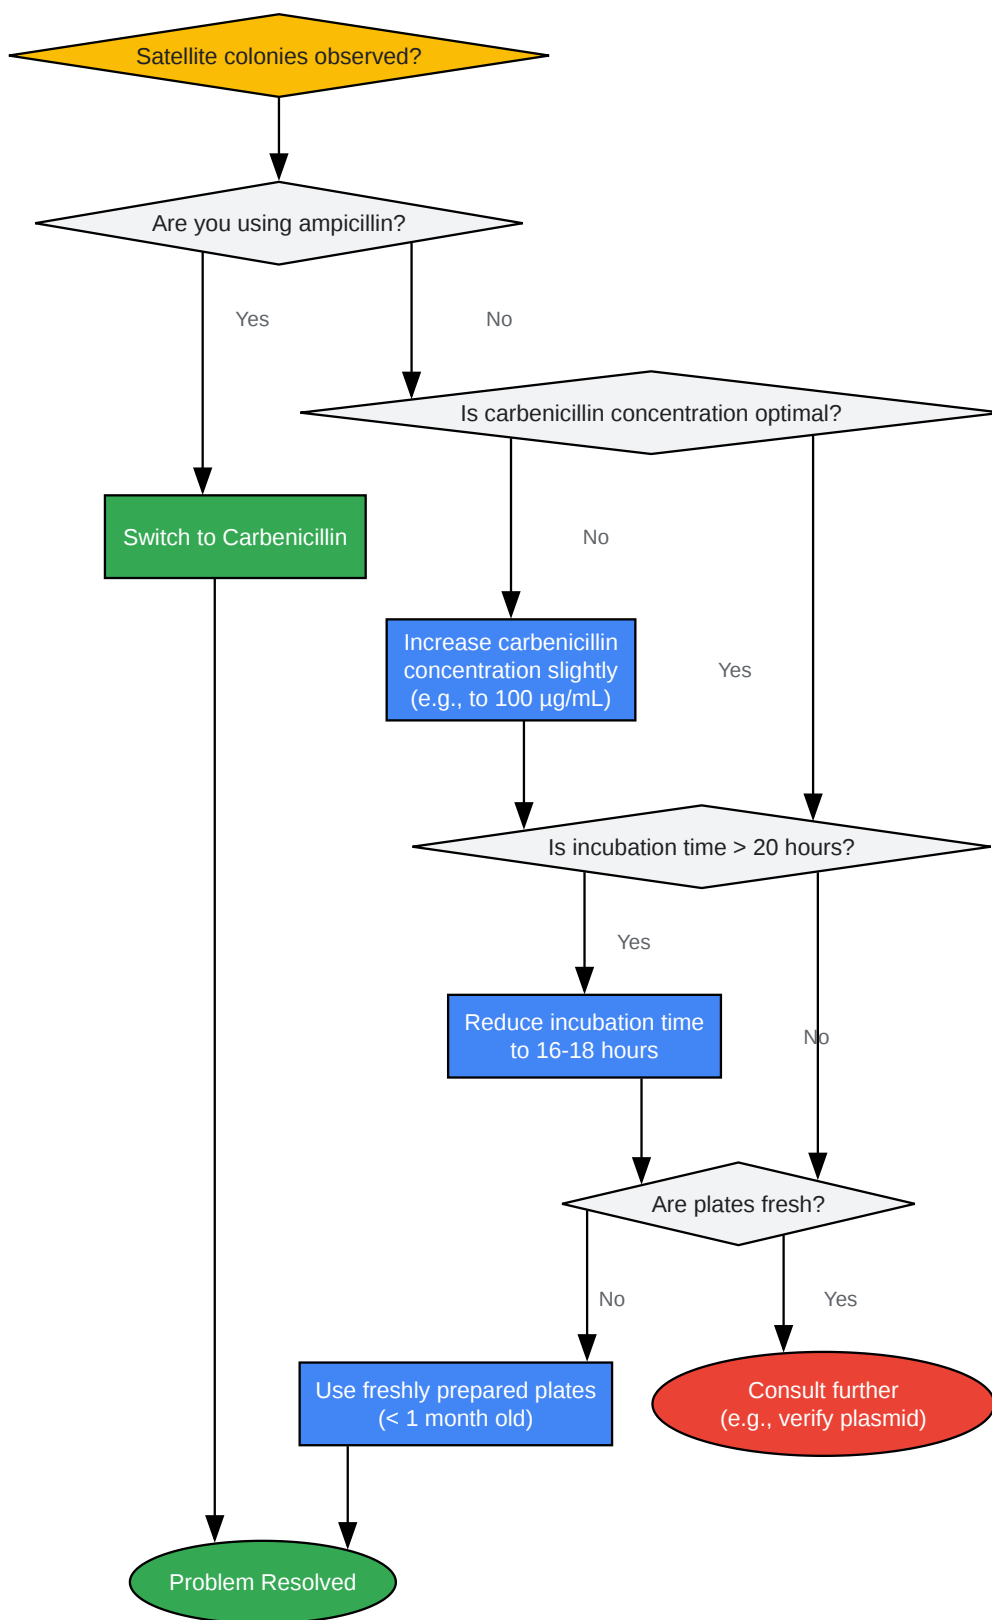 Satellite colonies observed?
Are you using ampicillin?
Yes
No
Is carbenicillin concentration optimal?
Switch to Carbenicillin
No
Increase carbenicillin
concentration slightly
(e.g., to 100 µg/mL)
Yes
Is incubation time > 20 hours?
Yes
Reduce incubation time
to 16-18 hours
No
Are plates fresh?
No
Yes
Use freshly prepared plates
(< 1 month old)
Consult further
(e.g., verify plasmid)
Problem Resolved